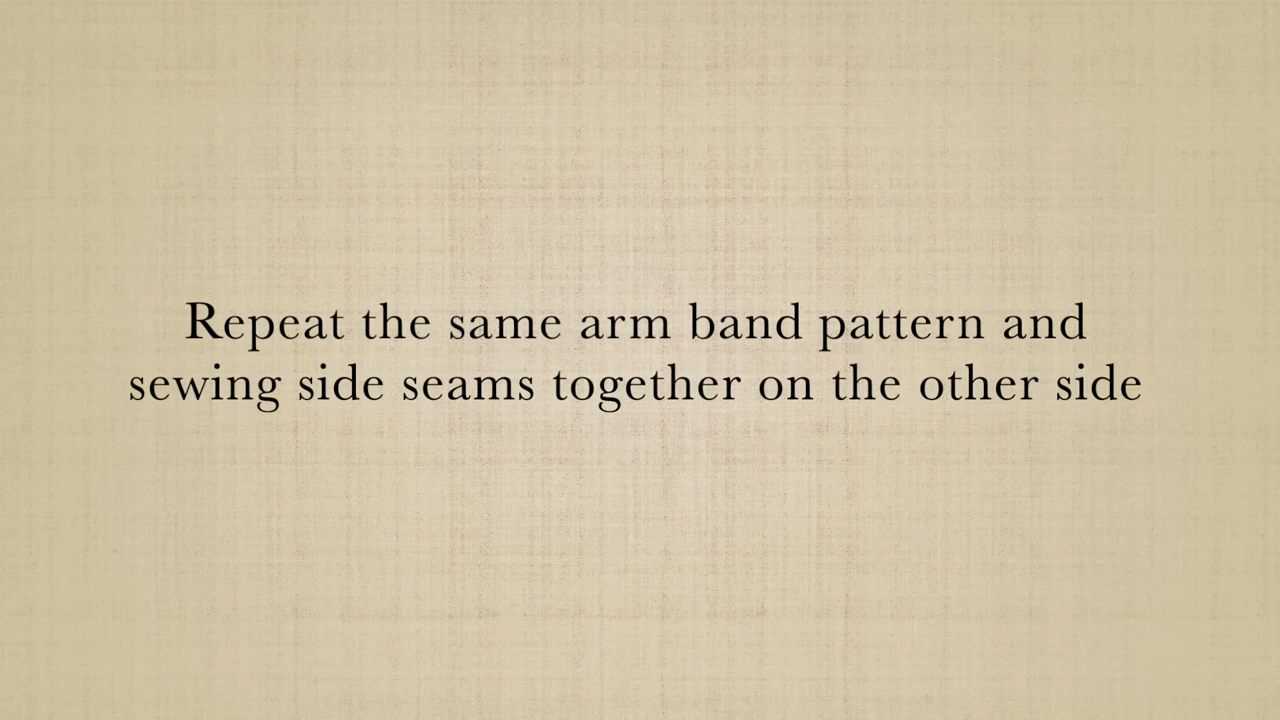 Repeat the same arm band pattern and
sewing side seams together on the other side